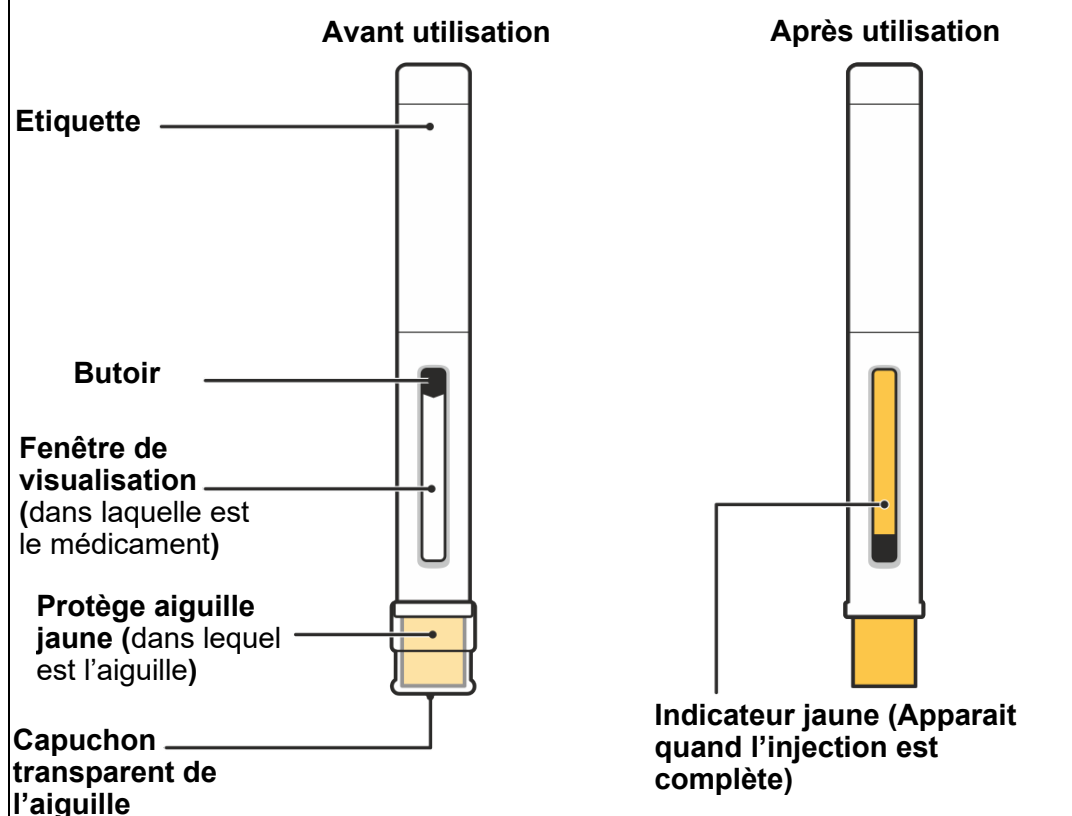 Avant utilisation
Après utilisation
Etiquette
Butoir
Fenêtre de
visualisation
(dans laquelle est
le médicament)
Protège aiguille
jaune (dans lequel
est l’aiguille)
Capuchon
transparent de
l’aiguille
Indicateur jaune (Apparait
quand l’injection est
complète)